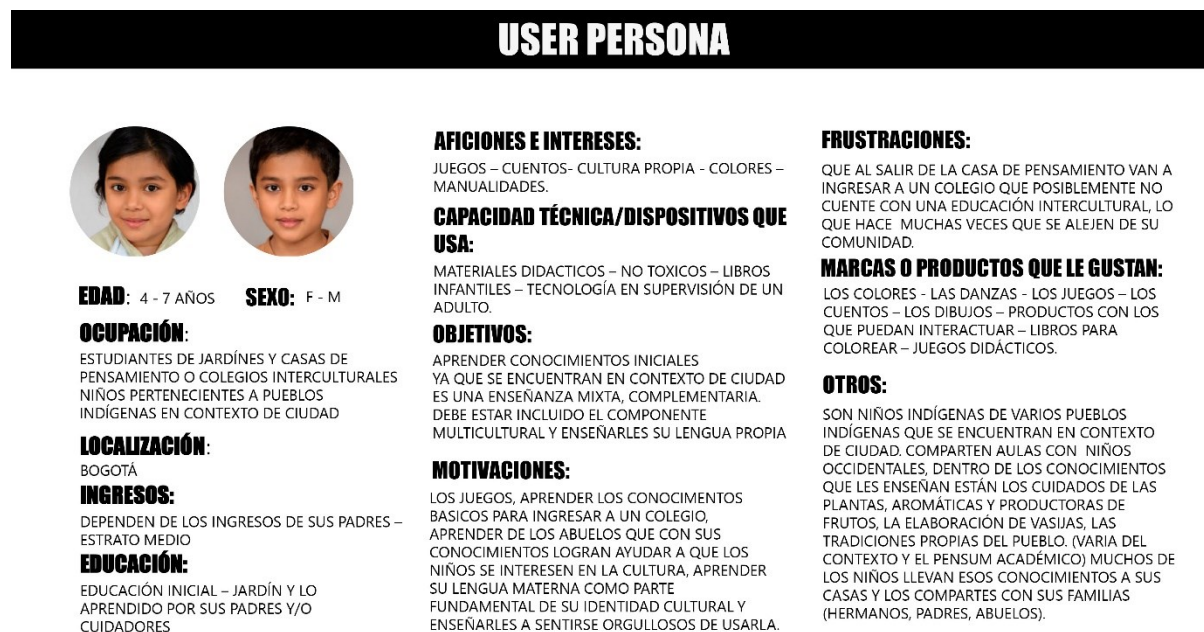 USER PERSONA
EDAD: 4 - 7 AÑOS SEXO: F - M
OCUPACIÓN:
ESTUDIANTES DE JARDÍNES Y CASAS DE
PENSAMIENTO O COLEGIOS INTERCULTURALES
NIÑOS PERTENECIENTES A PUEBLOS
INDÍGENAS EN CONTEXTO DE CIUDAD
LOCALIZACIÓN:
BOGOTÁ
INGRESOS:
DEPENDEN DE LOS INGRESOS DE SUS PADRES –
ESTRATO MEDIO
EDUCACIÓN:
EDUCACIÓN INICIAL – JARDÍN Y LO
APRENDIDO POR SUS PADRES Y/O
CUIDADORES
AFICIONES E INTERESES:
JUEGOS – CUENTOS- CULTURA PROPIA - COLORES –
MANUALIDADES.
CAPACIDAD TÉCNICA/DISPOSITIVOS QUE
USA:
MATERIALES DIDACTICOS – NO TOXICOS – LIBROS
INFANTILES – TECNOLOGÍA EN SUPERVISIÓN DE UN
ADULTO.
OBJETIVOS:
APRENDER CONOCIMIENTOS INICIALES
YA QUE SE ENCUENTRAN EN CONTEXTO DE CIUDAD
ES UNA ENSEÑANZA MIXTA, COMPLEMENTARIA.
DEBE ESTAR INCLUIDO EL COMPONENTE
MULTICULTURAL Y ENSEÑARLES SU LENGUA PROPIA
MOTIVACIONES:
LOS JUEGOS, APRENDER LOS CONOCIMENTOS
BASICOS PARA INGRESAR A UN COLEGIO,
APRENDER DE LOS ABUELOS QUE CON SUS
CONOCIMIENTOS LOGRAN AYUDAR A QUE LOS
NIÑOS SE INTERESEN EN LA CULTURA, APRENDER
SU LENGUA MATERNA COMO PARTE
FUNDAMENTAL DE SU IDENTIDAD CULTURAL Y
ENSEÑARLES A SENTIRSE ORGULLOSOS DE USARLA.
FRUSTRACIONES:
QUE AL SALIR DE LA CASA DE PENSAMIENTO VAN A
INGRESAR A UN COLEGIO QUE POSIBLEMENTE NO
CUENTE CON UNA EDUCACIÓN INTERCULTURAL, LO
QUE HACE MUCHAS VECES QUE SE ALEJEN DE SU
COMUNIDAD.
MARCAS O PRODUCTOS QUE LE GUSTAN:
LOS COLORES - LAS DANZAS - LOS JUEGOS – LOS
CUENTOS – LOS DIBUJOS – PRODUCTOS CON LOS
QUE PUEDAN INTERACTUAR – LIBROS PARA
COLOREAR – JUEGOS DIDÁCTICOS.
OTROS:
SON NIÑOS INDÍGENAS DE VARIOS PUEBLOS
INDÍGENAS QUE SE ENCUENTRAN EN CONTEXTO
DE CIUDAD. COMPARTEN AULAS CON NIÑOS
OCCIDENTALES, DENTRO DE LOS CONOCIMIENTOS
QUE LES ENSEÑAN ESTÁN LOS CUIDADOS DE LAS
PLANTAS, AROMÁTICAS Y PRODUCTORAS DE
FRUTOS, LA ELABORACIÓN DE VASIJAS, LAS
TRADICIONES PROPIAS DEL PUEBLO. (VARIA DEL
CONTEXTO Y EL PENSUM ACADÉMICO) MUCHOS DE
LOS NIÑOS LLEVAN ESOS CONOCIMIENTOS A SUS
CASAS Y LOS COMPARTES CON SUS FAMILIAS
(HERMANOS, PADRES, ABUELOS).